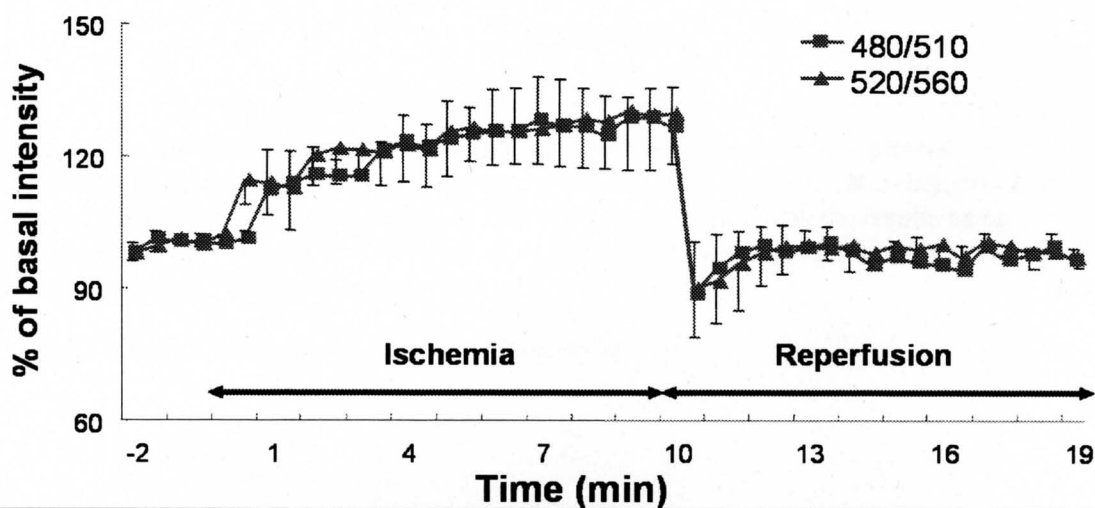 150
480/510
520/560
120
90
Ischemia
Reperfusion
60
-2 1 4 7 10 13 16 19
Time (min)
% of basal intensity